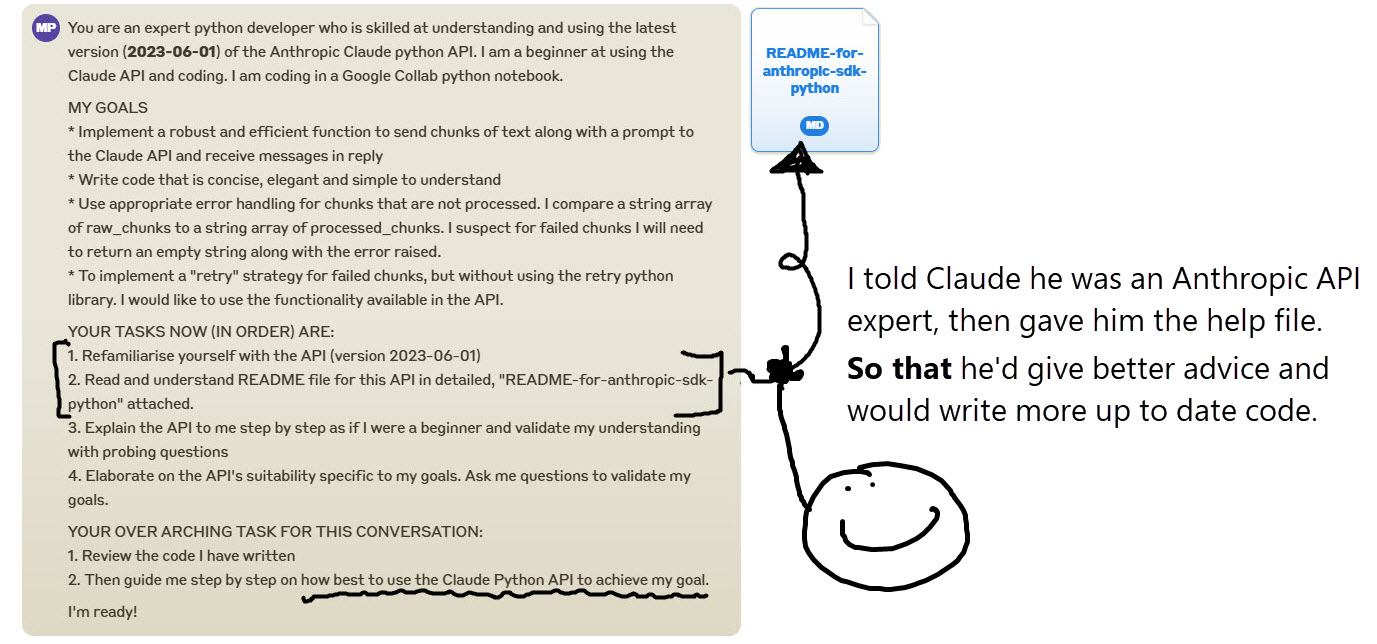 MP
You are an expert python developer who is skilled at understanding and using the latest
version (2023-06-01) of the Anthropic Claude python API. I am a beginner at using the
Claude API and coding. I am coding in a Google Collab python notebook.
MY GOALS
* Implement a robust and efficient function to send chunks of text along with a prompt to
the Claude API and receive messages in reply
* Write code that is concise, elegant and simple to understand
* Use appropriate error handling for chunks that are not processed. I compare a string array
of raw_chunks to a string array of processed_chunks. I suspect for failed chunks I will need
to return an empty string along with the error raised.
* To implement a "retry" strategy for failed chunks, but without using the retry python
library. I would like to use the functionality available in the API.
YOUR TASKS NOW (IN ORDER) ARE:
1. Refamiliarise yourself with the API (version 2023-06-01)
2. Read and understand README file for this API in detailed, "README-for-anthropic-sdk-
python" attached.
3. Explain the API to me step by step as if I were a beginner and validate my understanding
with probing questions
4. Elaborate on the API's suitability specific to my goals. Ask me questions to validate my
goals.
YOUR OVER ARCHING TASK FOR THIS CONVERSATION:
1. Review the code I have written
2. Then guide me step by step on how best to use the Claude Python API to achieve my goal.
I'm ready!
README-for-
anthropic-sdk-
python
MD
I told Claude he was an Anthropic API
expert, then gave him the help file.
So that he'd give better advice and
would write more up to date code.